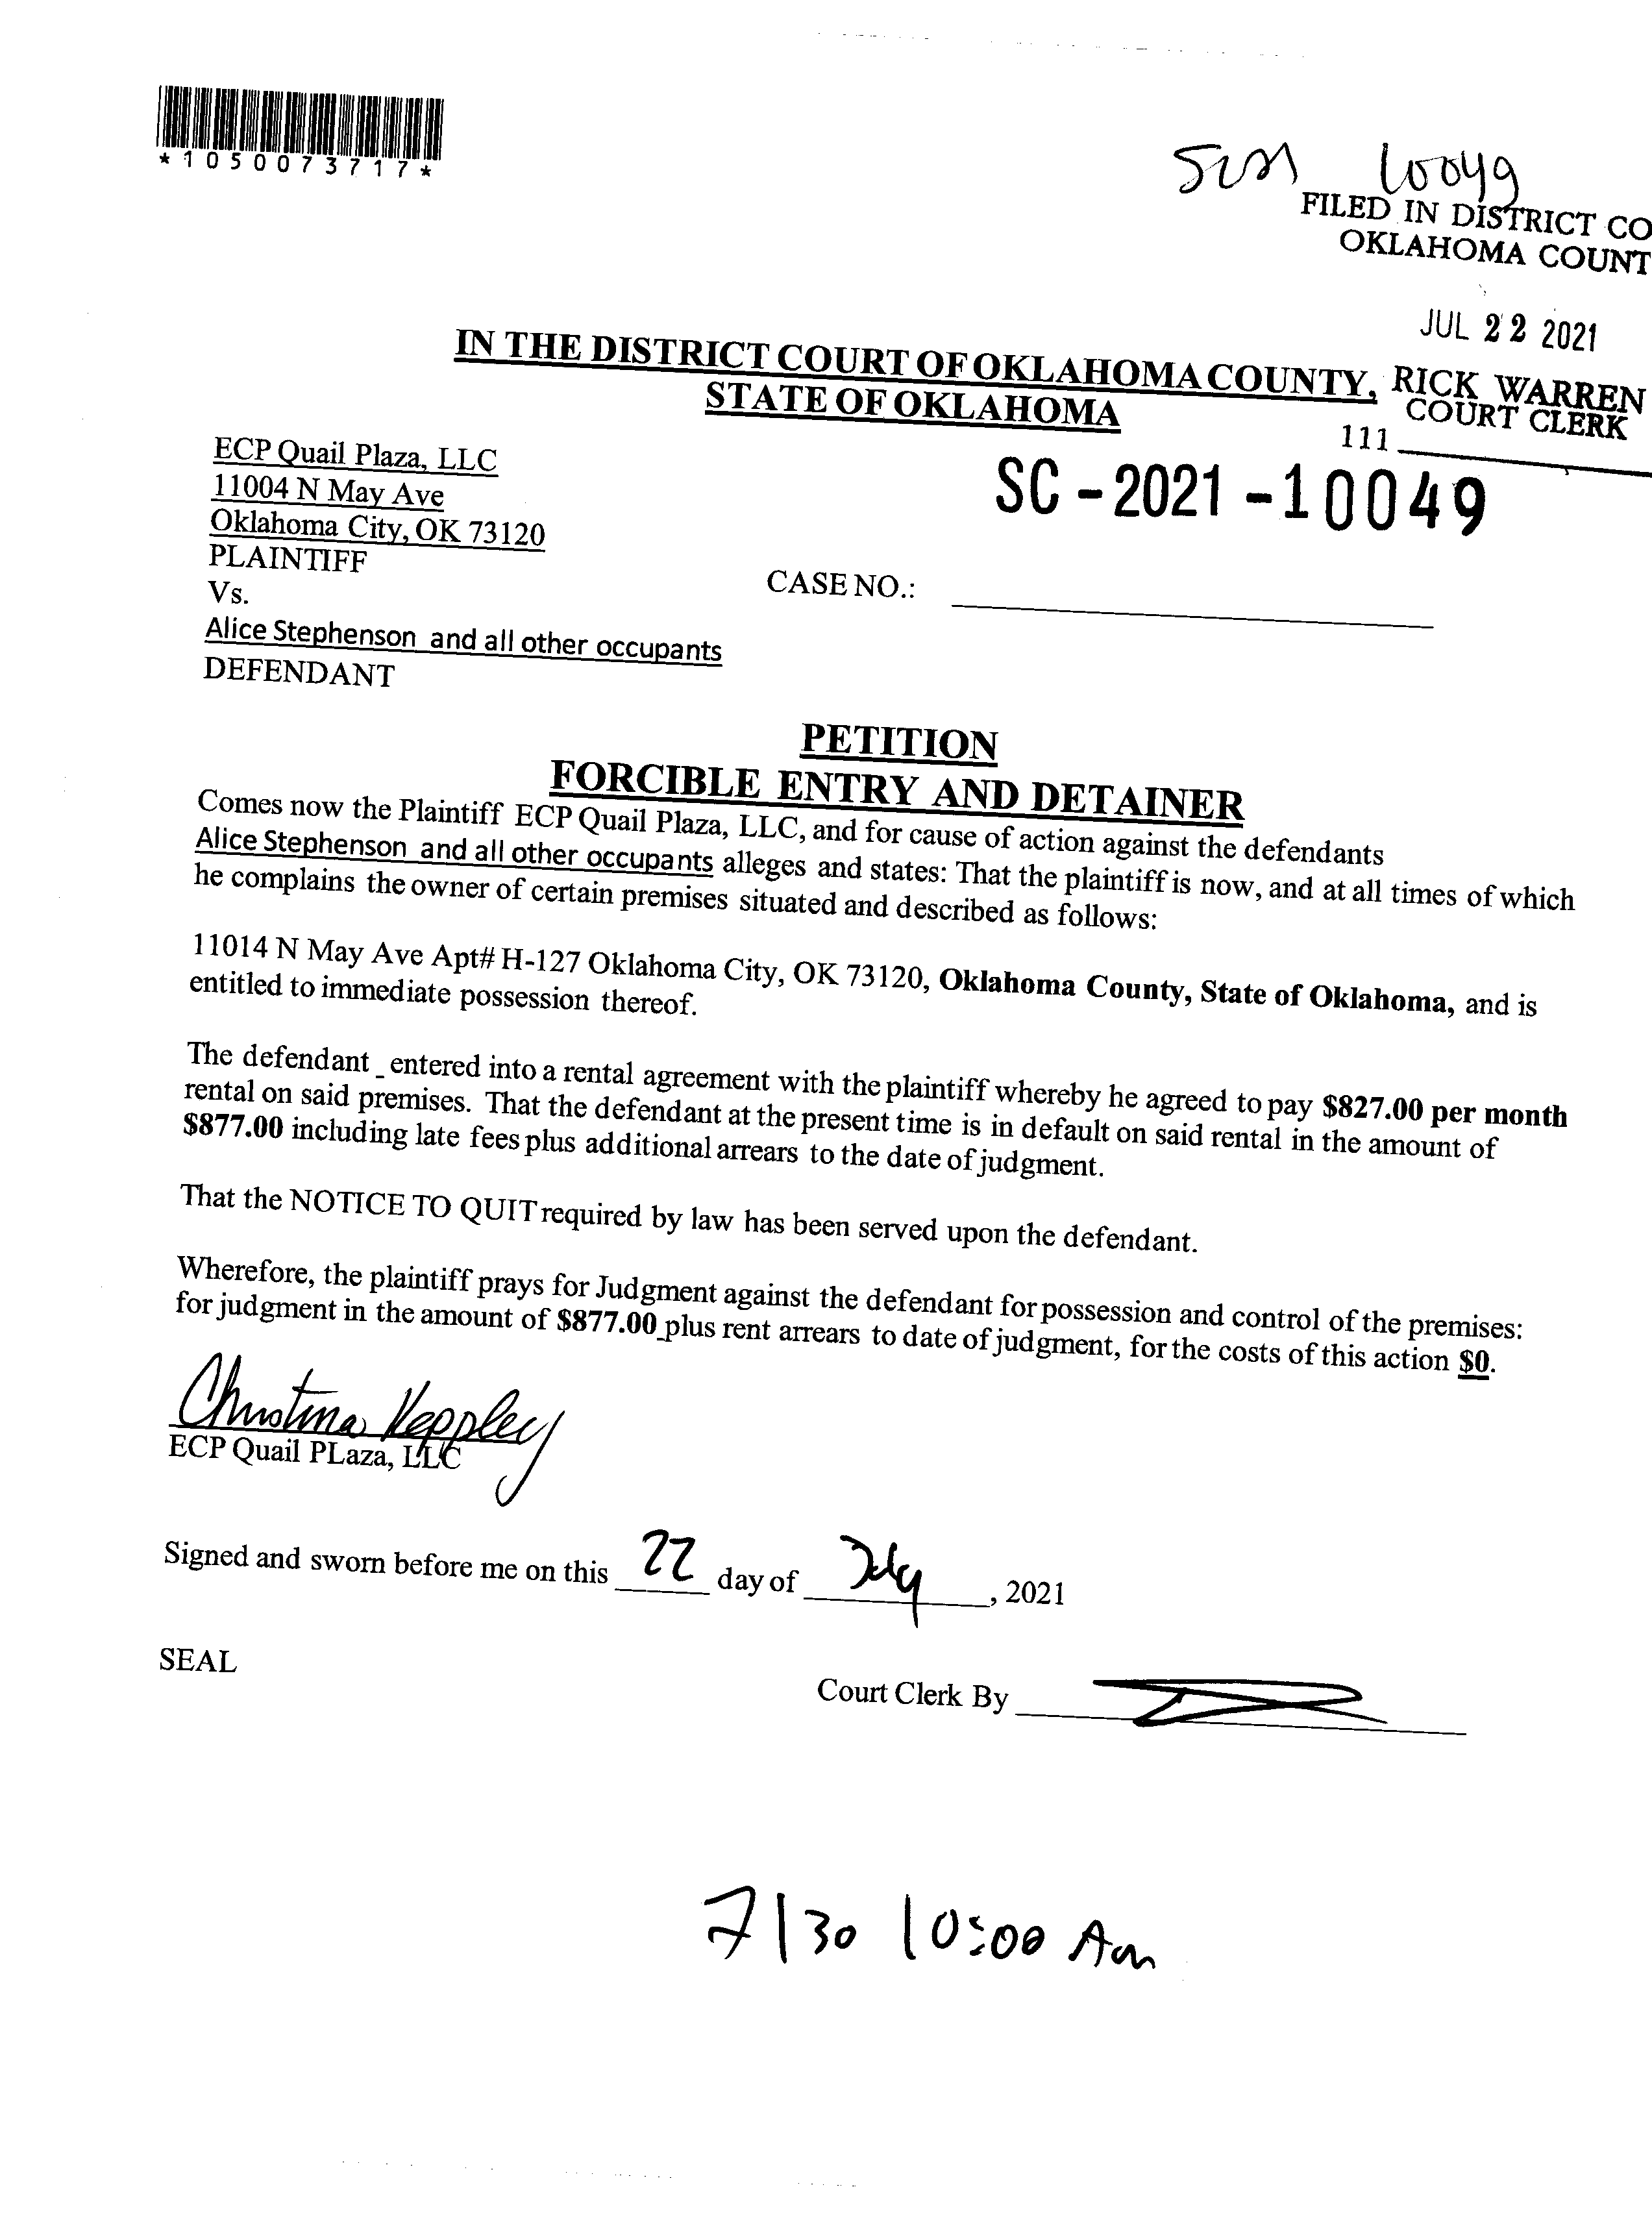 *1050073717*
10049
FILED IN DISTRICT CO
OKLAHOMA COUNT
JUL 22 2021
IN THE DISTRICT COURT OF OKLAHOMA COUNTY, RICK WARREN
STATE OF OKLAHOMA COURT CLERK
111
ECP Quail Plaza, LLC
11004 N May Ave
SC-2021-10049
Oklahoma City, OK 73120
PLAINTIFF
Vs.
CASE NO.:
Alice Stephenson and all other occupants
DEFENDANT
PETITION
FORCIBLE ENTRY AND DETAINER
Comes now the Plaintiff ECP Quail Plaza, LLC, and for cause of action against the defendants
Alice Stephenson and all other occupants alleges and states: That the plaintiff is now, and at all times of which
he complains the owner of certain premises situated and described as follows:
11014 N May Ave Apt# H-127 Oklahoma City, OK 73120, Oklahoma County, State of Oklahoma, and is
entitled to immediate possession thereof.
The defendant _ entered into a rental agreement with the plaintiff whereby he agreed to pay $827.00 per month
rental on said premises. That the defendant at the present time is in default on said rental in the amount of
$877.00 including late fees plus additional arrears to the date of judgment.
That the NOTICE TO QUIT required by law has been served upon the defendant.
Wherefore, the plaintiff prays for Judgment against the defendant for possession and control of the premises:
for judgment in the amount of $877.00 plus rent arrears to date of judgment, for the costs of this action $0.
Christina Keppley
ECP Quail PLaza, LLC
Signed and sworn before me on this 22 day of July, 2021
SEAL
Court Clerk By
7/30 10:00 Am